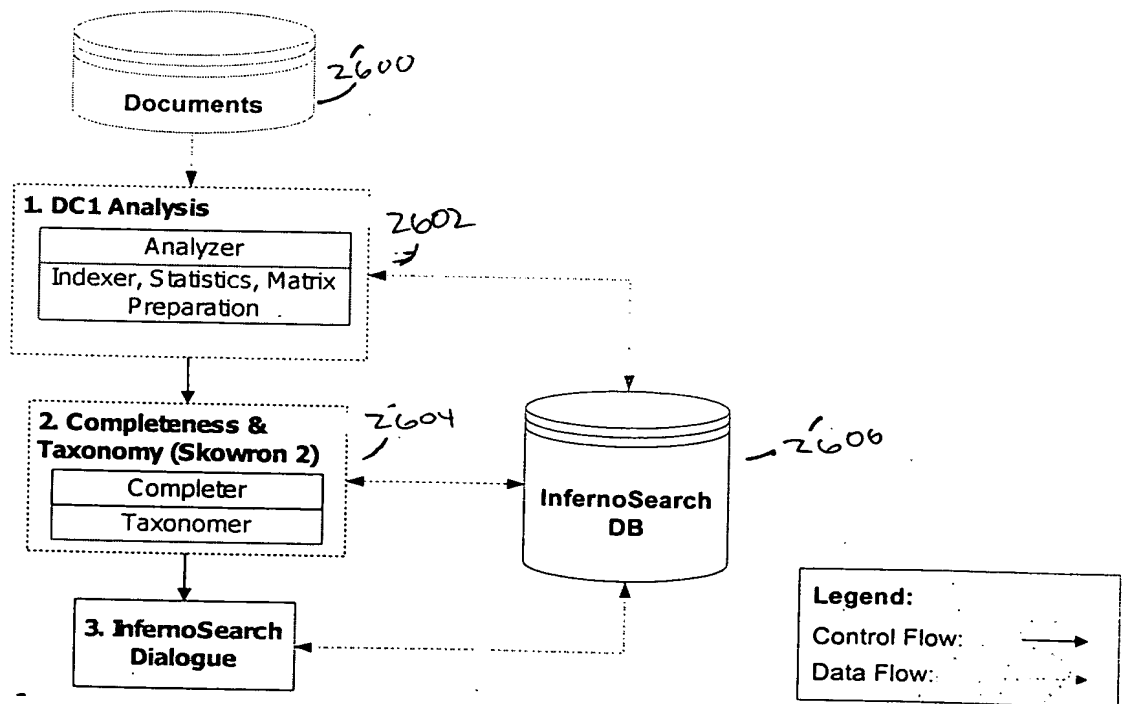 Documents
2600
1. DC1 Analysis
2602
Analyzer
Indexer, Statistics, Matrix
Preparation
2. Completeness &
Taxonomy (Skowron 2)
2604
Completer
Taxonomer
InfernoSearch
DB
2606
3. InfernoSearch
Dialogue
Legend:
Control Flow:
Data Flow: